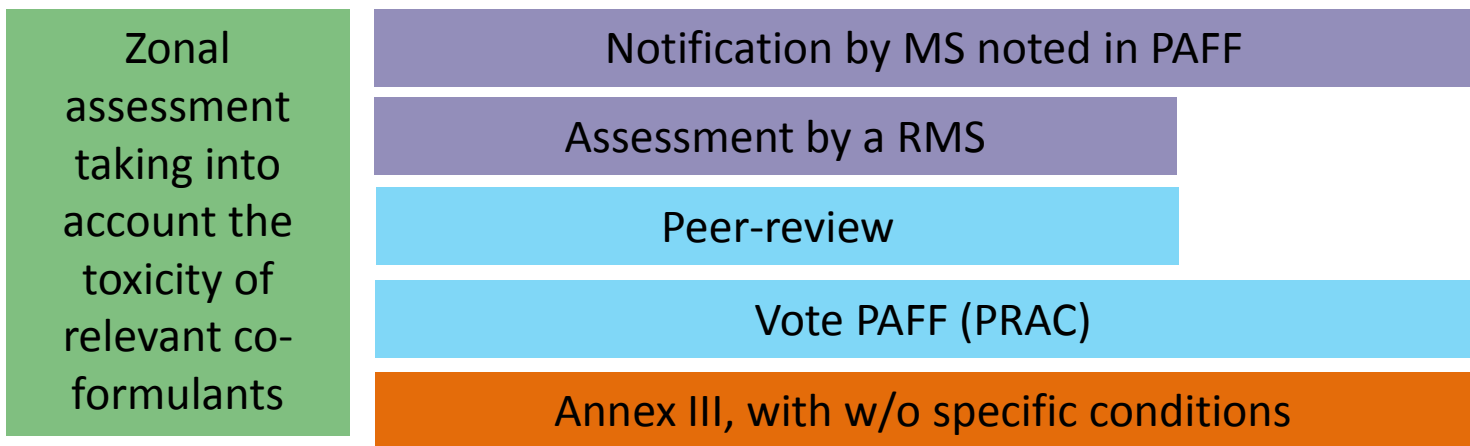 Zonal
assessment
taking into
account the
toxicity of
relevant co-
formulants
Notification by MS noted in PAFF
Assessment by a RMS
Peer-review
Vote PAFF (PRAC)
Annex III, with w/o specific conditions